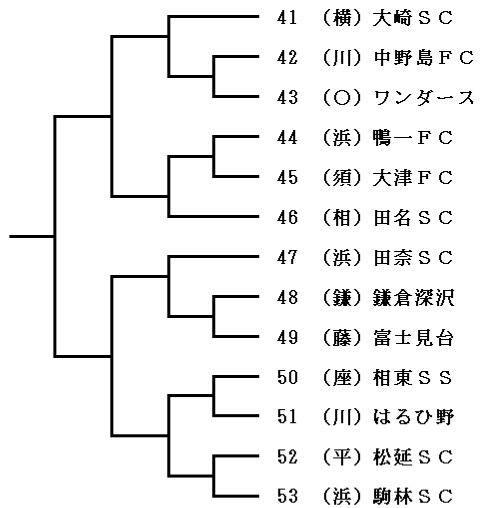 41 （横）大崎ＳＣ
42 （川）中野島ＦＣ
43 （〇）ワンダース
44 （浜）鴨一ＦＣ
45 （須）大津ＦＣ
46 （相）田名ＳＣ
47 （浜）田奈ＳＣ
48 （鎌）鎌倉深沢
49 （藤）富士見台
50 （座）相東ＳＳ
51 （川）はるひ野
52 （平）松延ＳＣ
53 （浜）駒林ＳＣ